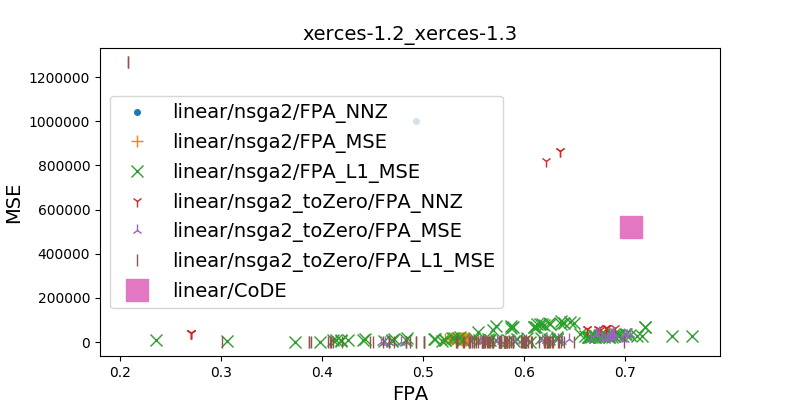 xerces-1.2_xerces-1.3
MSE
1200000
1000000
800000
600000
400000
200000
0
linear/nsga2/FPA_NNZ
linear/nsga2/FPA_MSE
linear/nsga2/FPA_L1_MSE
linear/nsga2_toZero/FPA_NNZ
linear/nsga2_toZero/FPA_MSE
linear/nsga2_toZero/FPA_L1_MSE
linear/CoDE
0.2 0.3 0.4 0.5 0.6 0.7
FPA